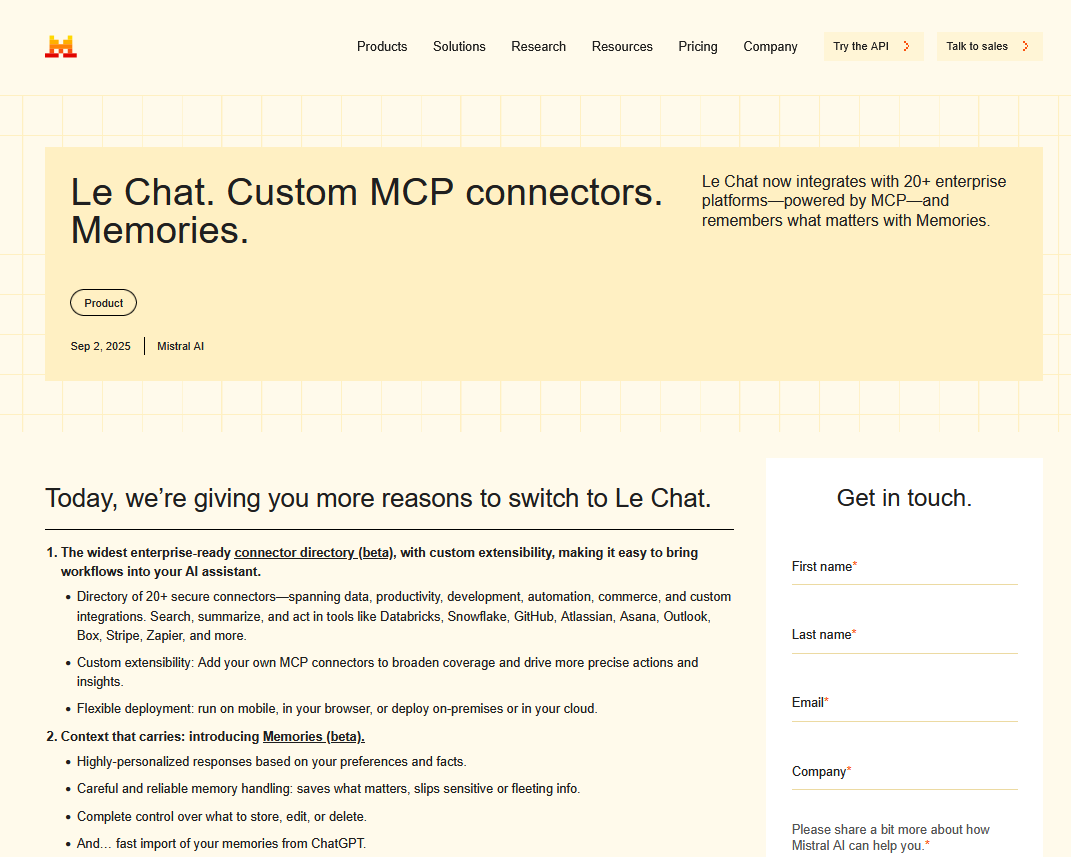 Products Solutions Research Resources Pricing Company Try the API Talk to sales
Le Chat. Custom MCP connectors.
Memories.
Le Chat now integrates with 20+ enterprise
platforms—powered by MCP—and
remembers what matters with Memories.
Product
Sep 2, 2025 Mistral AI
Today, we’re giving you more reasons to switch to Le Chat.
1. The widest enterprise-ready connector directory (beta), with custom extensibility, making it easy to bring
workflows into your AI assistant.
• Directory of 20+ secure connectors—spanning data, productivity, development, automation, commerce, and custom
integrations. Search, summarize, and act in tools like Databricks, Snowflake, GitHub, Atlassian, Asana, Outlook,
Box, Stripe, Zapier, and more.
• Custom extensibility: Add your own MCP connectors to broaden coverage and drive more precise actions and
insights.
• Flexible deployment: run on mobile, in your browser, or deploy on-premises or in your cloud.
2. Context that carries: introducing Memories (beta).
• Highly-personalized responses based on your preferences and facts.
• Careful and reliable memory handling: saves what matters, slips sensitive or fleeting info.
• Complete control over what to store, edit, or delete.
• And… fast import of your memories from ChatGPT.
Get in touch.
First name*
Last name*
Email*
Company*
Please share a bit more about how
Mistral AI can help you.*